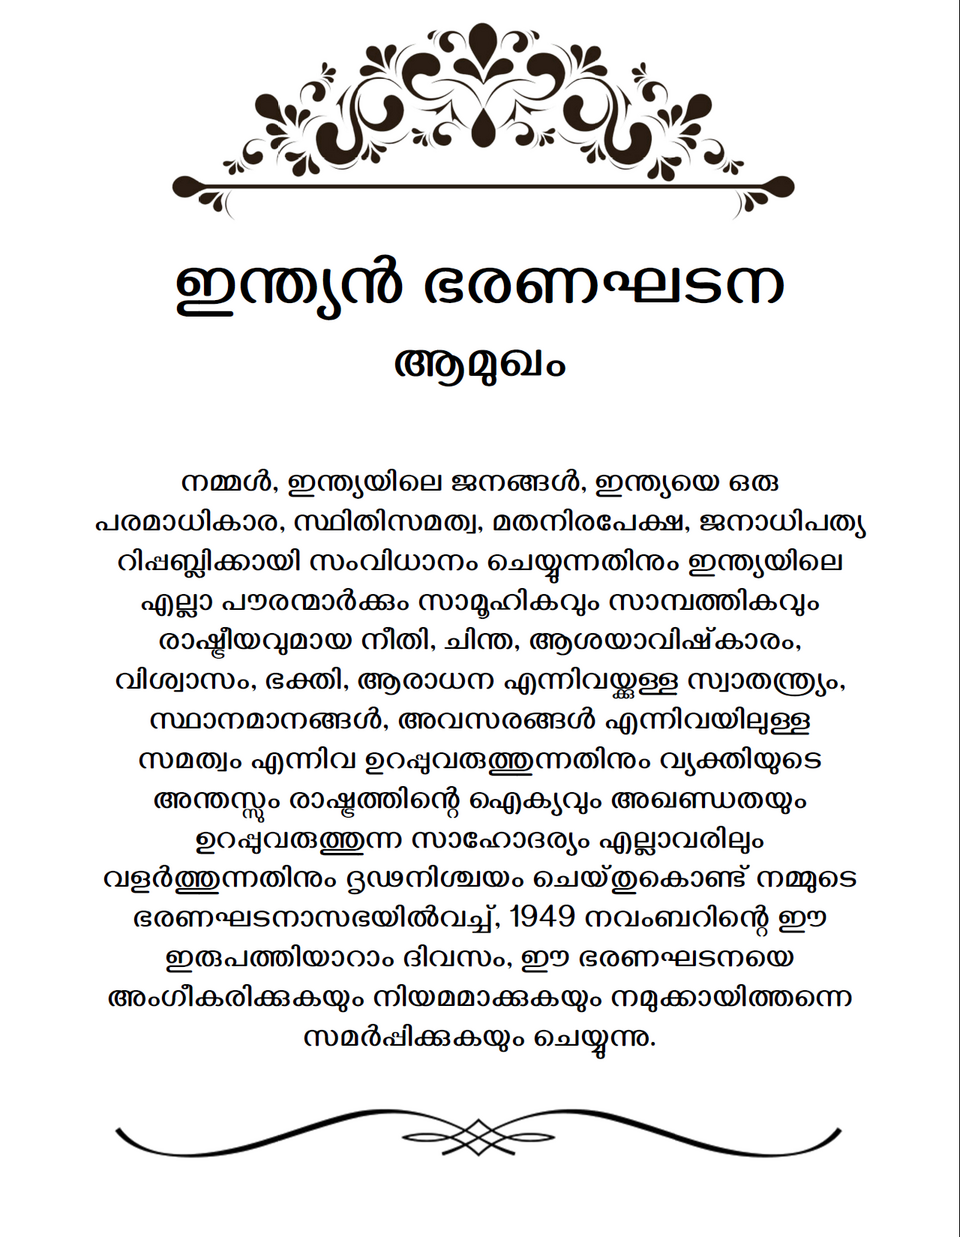 ഇന്ത്യൻ ഭരണഘടന
ആമുഖം
നമ്മൾ, ഇന്ത്യയിലെ ജനങ്ങൾ, ഇന്ത്യയെ ഒരു
പരമാധികാര, സ്ഥിതിസമത്വ, മതനിരപേക്ഷ, ജനാധിപത്യ
റിപ്പബ്ലിക്കായി സംവിധാനം ചെയ്യുന്നതിനും ഇന്ത്യയിലെ
എല്ലാ പൗരന്മാർക്കും സാമൂഹികവും സാമ്പത്തികവും
രാഷ്ട്രീയവുമായ നീതി, ചിന്ത, ആശയാവിഷ്കാരം,
വിശ്വാസം, ഭക്തി, ആരാധന എന്നിവയ്ക്കുള്ള സ്വാതന്ത്ര്യം,
സ്ഥാനമാനങ്ങൾ, അവസരങ്ങൾ എന്നിവയിലുള്ള
സമത്വം എന്നിവ ഉറപ്പുവരുത്തുന്നതിനും വ്യക്തിയുടെ
അന്തസ്സും രാഷ്ട്രത്തിന്റെ ഐക്യവും അഖണ്ഡതയും
ഉറപ്പുവരുത്തുന്ന സാഹോദര്യം എല്ലാവരിലും
വളർത്തുന്നതിനും ദൃഢനിശ്ചയം ചെയ്തുകൊണ്ട് നമ്മുടെ
ഭരണഘടനാസഭയിൽവച്ച്, 1949 നവംബറിന്റെ ഈ
ഇരുപത്തിയാറാം ദിവസം, ഈ ഭരണഘടനയെ
അംഗീകരിക്കുകയും നിയമമാക്കുകയും നമുക്കായിത്തന്നെ
സമർപ്പിക്കുകയും ചെയ്യുന്നു.